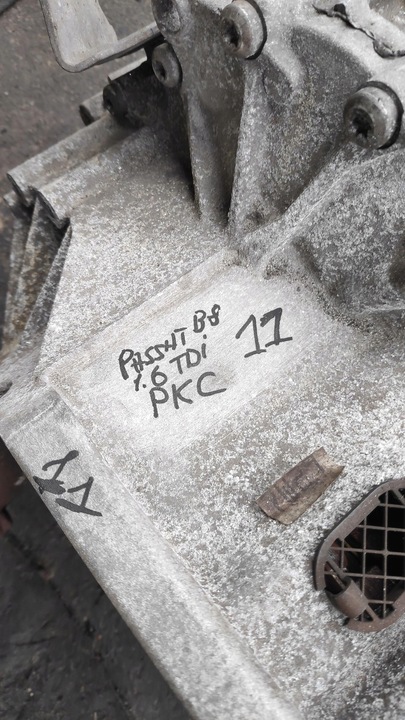 PASSAT B8 11
1.6 TDi
PKC
11